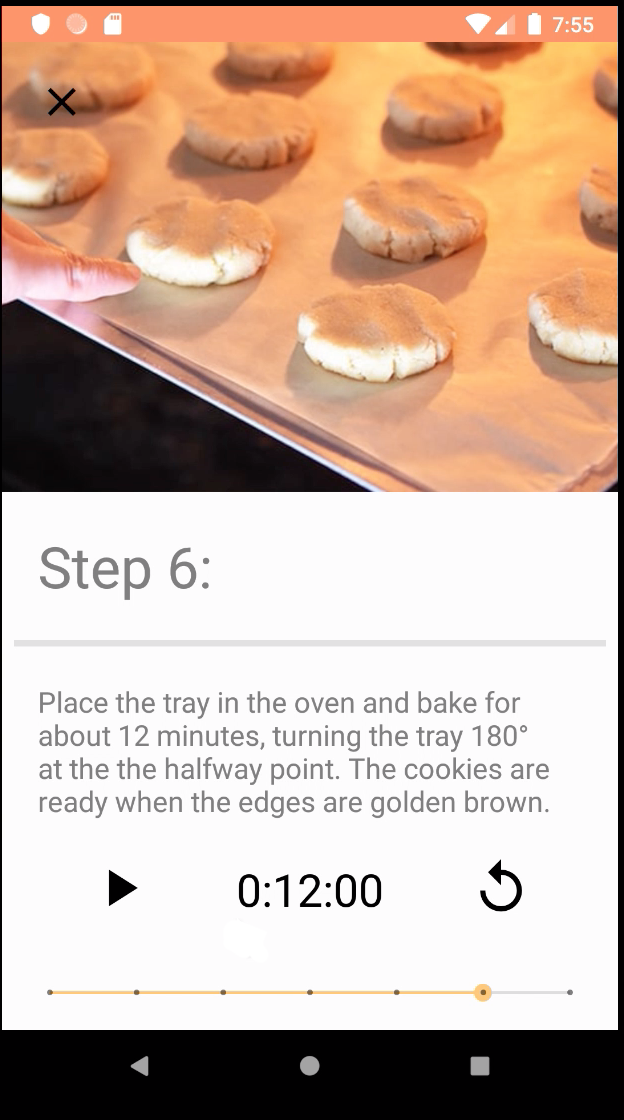 7:55
Step 6:
Place the tray in the oven and bake for
about 12 minutes, turning the tray 180°
at the the halfway point. The cookies are
ready when the edges are golden brown.
0:12:00